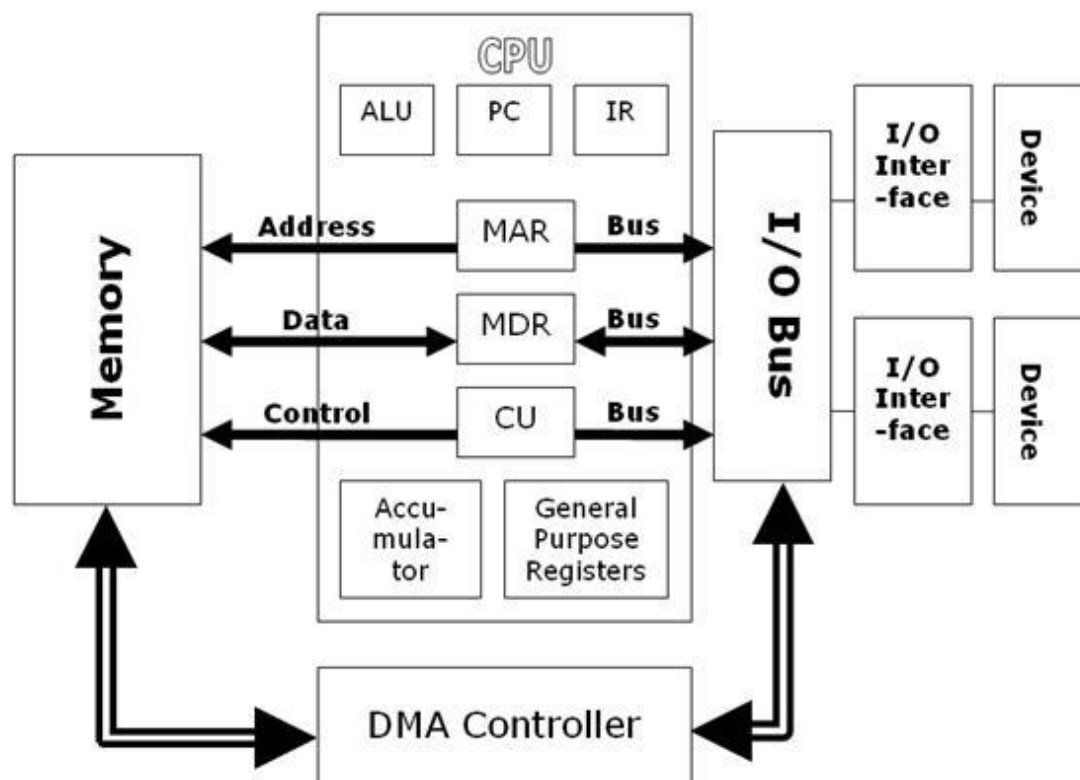 CPU
ALU
PC
IR
Memory
Address
MAR
Bus
Data
MDR
Bus
Control
CU
Bus
Accu-
mula-
tor
General
Purpose
Registers
I/O Bus
I/O
Inter
-face
Device
I/O
Inter
-face
Device
DMA Controller